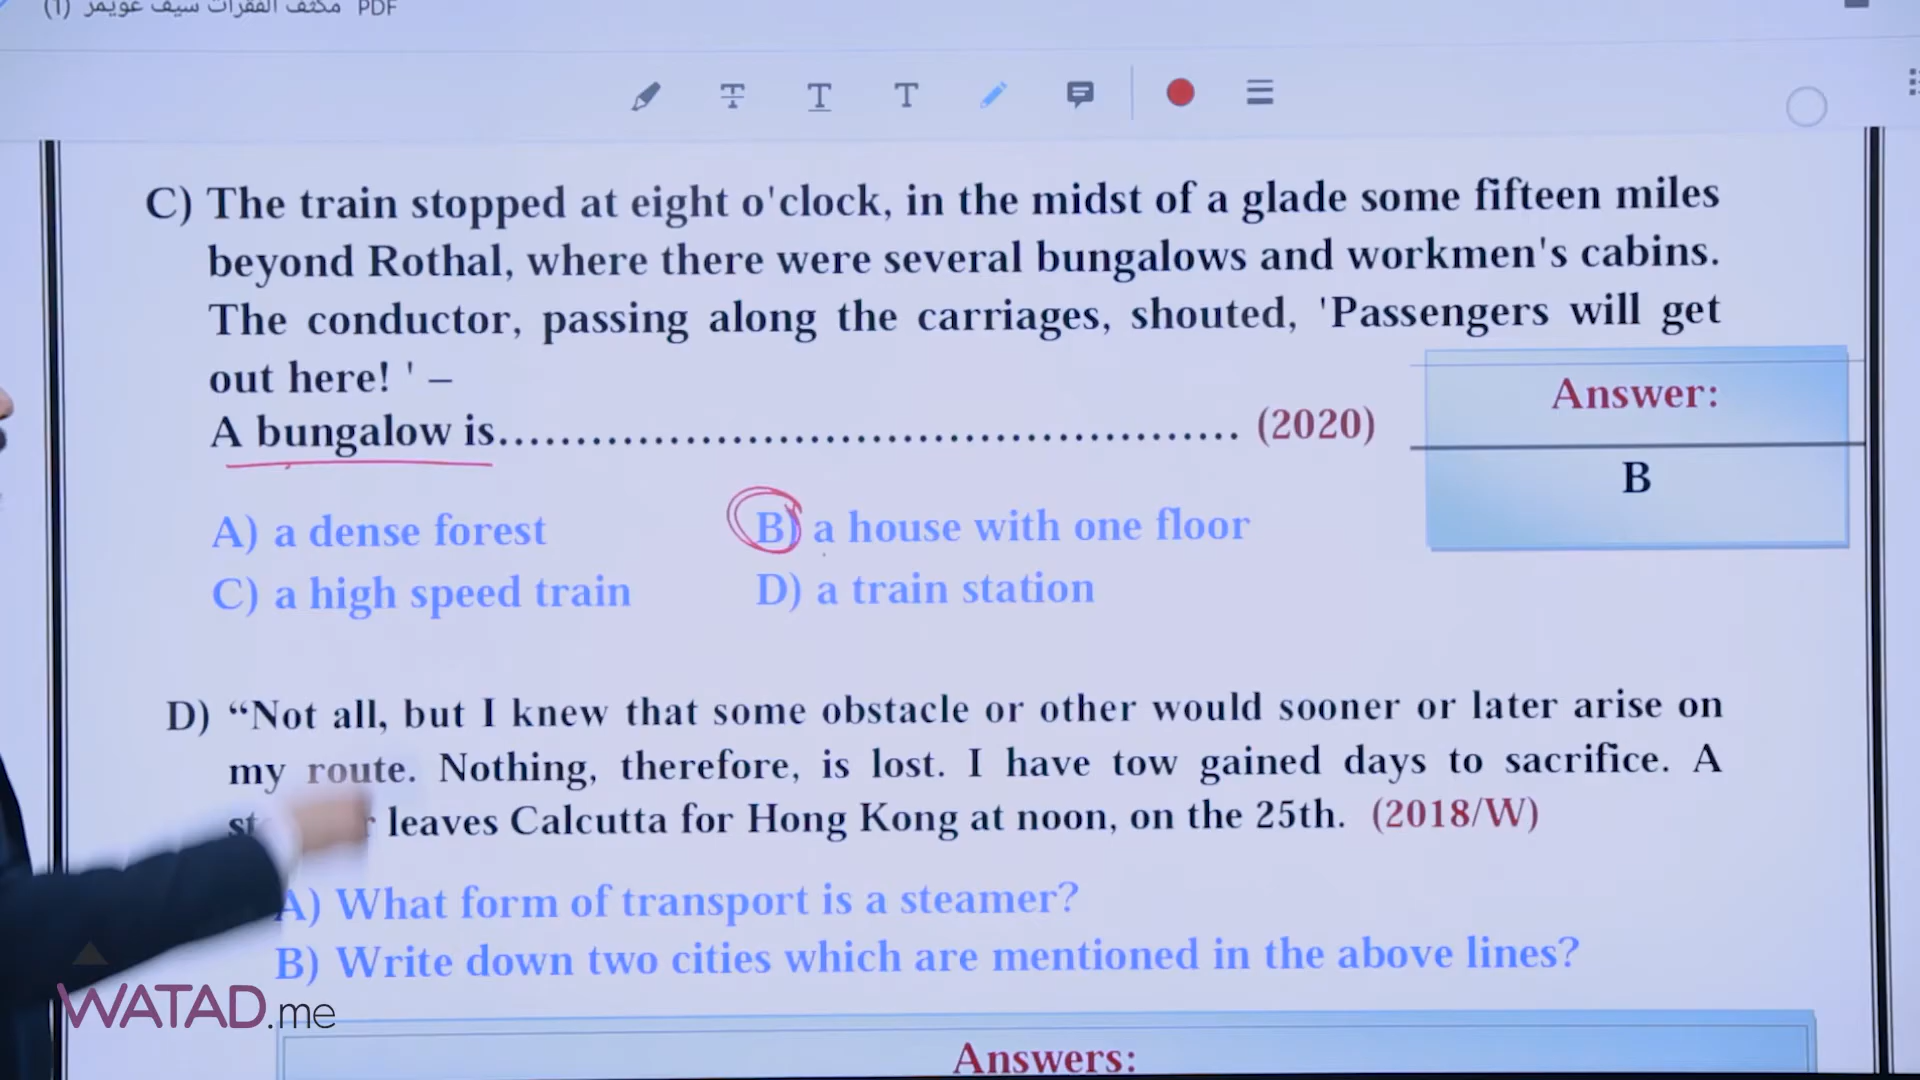 (1) مكثف الفقرات سيف عويمر PDF
C) The train stopped at eight o'clock, in the midst of a glade some fifteen miles
beyond Rothal, where there were several bungalows and workmen's cabins.
The conductor, passing along the carriages, shouted, 'Passengers will get
out here! ' –
A bungalow is................................................ (2020)
Answer:
B
A) a dense forest
B) a house with one floor
C) a high speed train
D) a train station
D) “Not all, but I knew that some obstacle or other would sooner or later arise on
my route. Nothing, therefore, is lost. I have tow gained days to sacrifice. A
leaves Calcutta for Hong Kong at noon, on the 25th. (2018/W)
A) What form of transport is a steamer?
B) Write down two cities which are mentioned in the above lines?
WATAD.me
Answers: